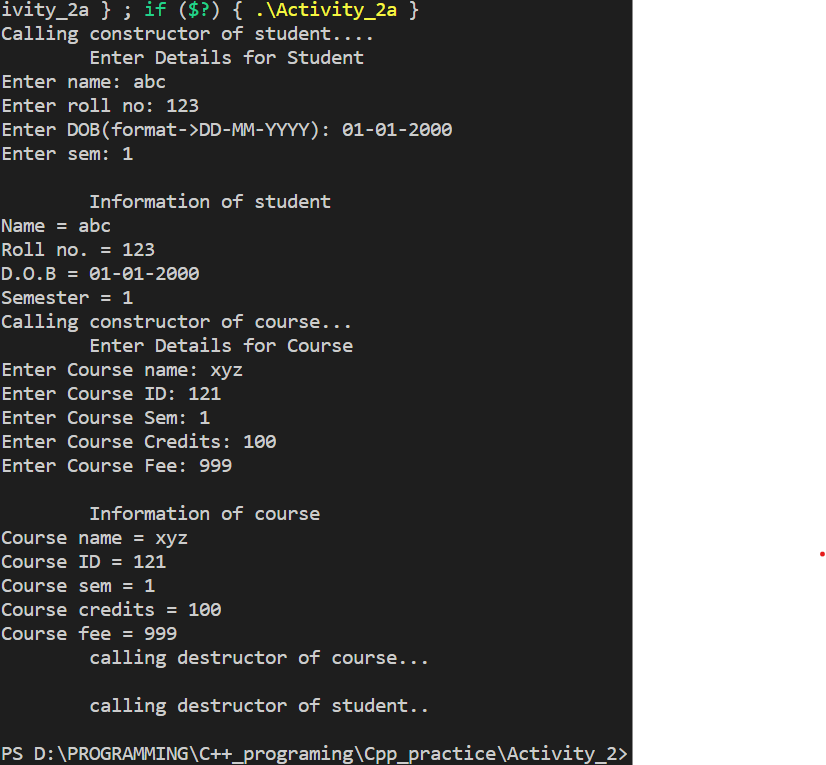 ivity_2a } ; if ($?) { .\Activity_2a }
Calling constructor of student....
Enter Details for Student
Enter name: abc
Enter roll no: 123
Enter DOB(format->DD-MM-YYYY): 01-01-2000
Enter sem: 1
Information of student
Name = abc
Roll no. = 123
D.O.B = 01-01-2000
Semester = 1
Calling constructor of course...
Enter Details for Course
Enter Course name: xyz
Enter Course ID: 121
Enter Course Sem: 1
Enter Course Credits: 100
Enter Course Fee: 999
Information of course
Course name = xyz
Course ID = 121
Course sem = 1
Course credits = 100
Course fee = 999
calling destructor of course...
calling destructor of student..
PS D:\PROGRAMMING\C++_programing\Cpp_practice\Activity_2>